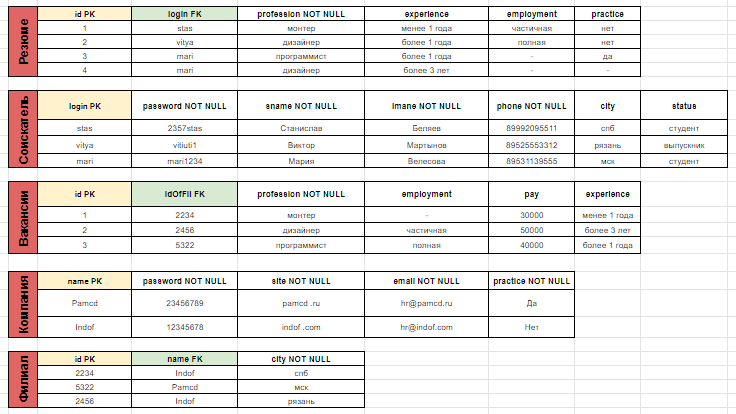 Резюме
id PK login FK profession NOT NULL experience employment practice
1 stas монтер менее 1 года частичная нет
2 vitya дизайнер более 1 года полная нет
3 mari программист более 1 года - да
4 mari дизайнер более 3 лет - -
Соискатель
login PK password NOT NULL sname NOT NULL lmane NOT NULL phone NOT NULL city status
stas 2357stas Станислав Беляев 89992095511 спб студент
vitya vitiuti1 Виктор Мартынов 89525553312 рязань выпускник
mari mari1234 Мария Велесова 89531139555 мск студент
Вакансии
id PK IdOfFil FK profession NOT NULL employment pay experience
1 2234 монтер - 30000 менее 1 года
2 2456 дизайнер частичная 50000 более 3 лет
3 5322 программист полная 40000 более 1 года
Компания
name PK password NOT NULL site NOT NULL email NOT NULL practice NOT NULL
Pamcd 23456789 pamcd .ru hr@pamcd.ru Да
Indof 12345678 indof .com hr@indof.com Нет
Филиал
id PK name FK city NOT NULL
2234 Indof спб
5322 Pamcd мск
2456 Indof рязань